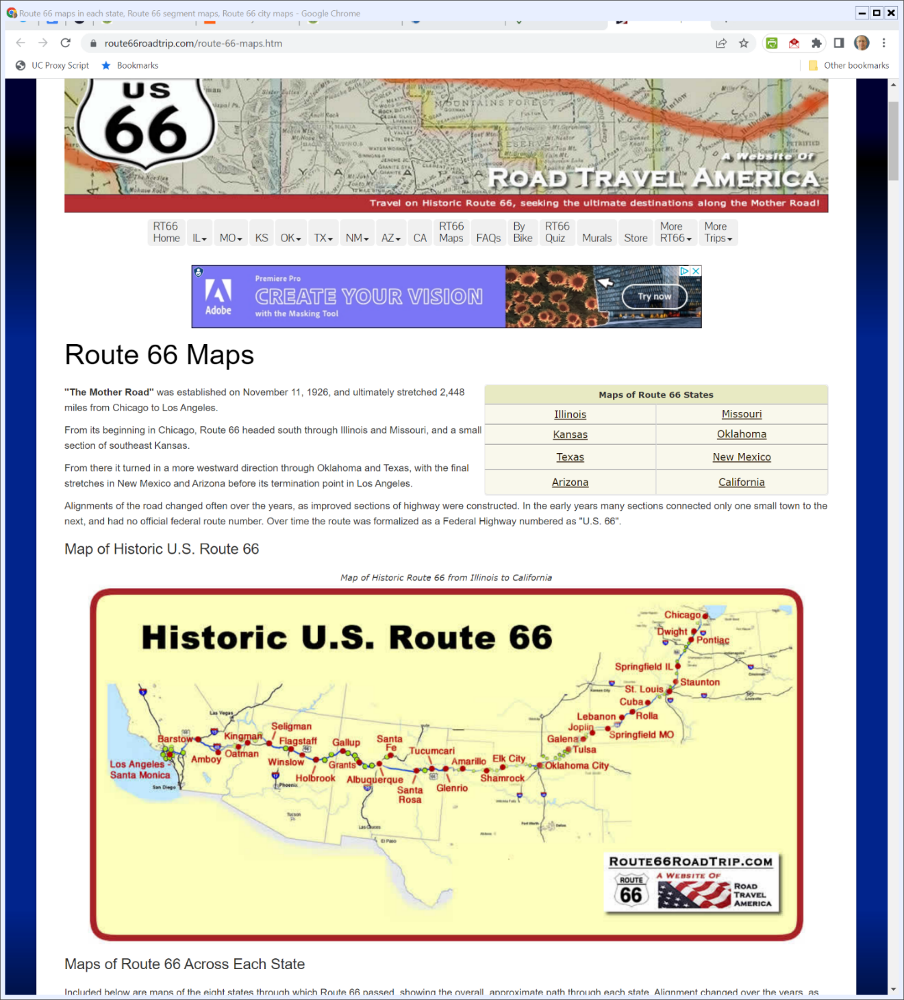 Route 66 maps in each state, Route 66 segment maps, Route 66 city maps - Google Chrome
route66roadtrip.com/route-66-maps.htm
UC Proxy Script
Bookmarks
Other bookmarks
US
66
MOUNTAINS FOREST
A Website Of
ROAD TRAVEL AMERICA
Travel on Historic Route 66, seeking the ultimate destinations along the Mother Road!
RT66 Home
IL
MO
KS
OK
TX
NM
AZ
CA
RT66 Maps
FAQs
By Bike
RT66 Quiz
Murals
Store
More RT66
More Trips
Adobe
Premiere Pro
CREATE YOUR VISION
with the Masking Tool
Try now
Route 66 Maps
"The Mother Road" was established on November 11, 1926, and ultimately stretched 2,448
miles from Chicago to Los Angeles.
From its beginning in Chicago, Route 66 headed south through Illinois and Missouri, and a small
section of southeast Kansas.
From there it turned in a more westward direction through Oklahoma and Texas, with the final
stretches in New Mexico and Arizona before its termination point in Los Angeles.
Maps of Route 66 States
Illinois Missouri
Kansas Oklahoma
Texas New Mexico
Arizona California
Alignments of the road changed often over the years, as improved sections of highway were constructed. In the early years many sections connected only one small town to the
next, and had no official federal route number. Over time the route was formalized as a Federal Highway numbered as "U.S. 66".
Map of Historic U.S. Route 66
Map of Historic Route 66 from Illinois to California
Historic U.S. Route 66
Chicago
Dwight
Pontiac
Springfield IL
Staunton
St. Louis
Cuba
Rolla
Lebanon
Joplin
Springfield MO
Galena
Tulsa
Oklahoma City
Elk City
Shamrock
Amarillo
Glenrio
Tucumcari
Santa
Rosa
Santa
Fe
Albuquerque
Grants
Gallup
Holbrook
Winslow
Flagstaff
Seligman
Kingman
Oatman
Amboy
Barstow
Los Angeles -
Santa Monica
Las Vegas
San Diego
Phoenix
Tucson
Las Cruces
El Paso
Fort Worth
Dallas
ROUTE66ROADTRIP.COM
ROUTE
66
A WEBSITE OF
ROAD
TRAVEL
AMERICA
Maps of Route 66 Across Each State
Included below are maps of the eight states through which Route 66 passed, showing the overall, approximate path through each state. Alignment changed over the years, as